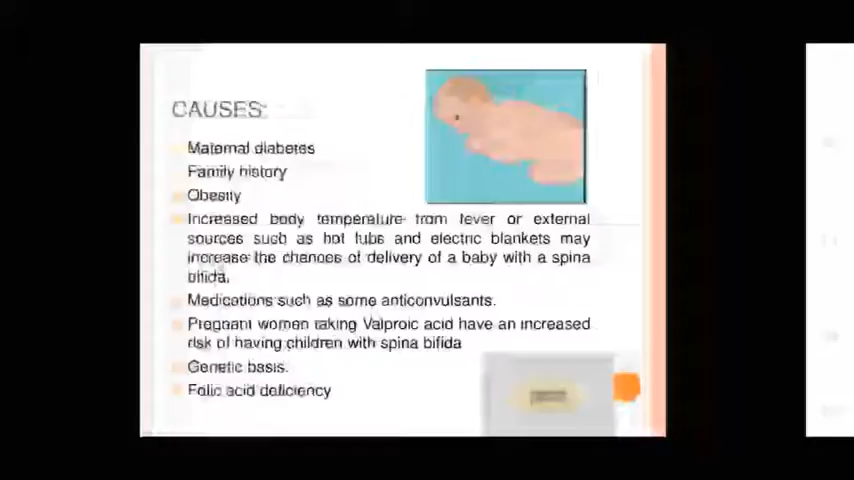 CAUSES:
Maternal diabetes
Family history
Obesity
Increased body temperature from fever or external
sources such as hot tubs and electric blankets may
increase the chances of delivery of a baby with a spina
bifida.
Medications such as some anticonvulsants.
Pregnant women taking Valproic acid have an increased
risk of having children with spina bifida
Genetic basis.
Folic acid deficiency